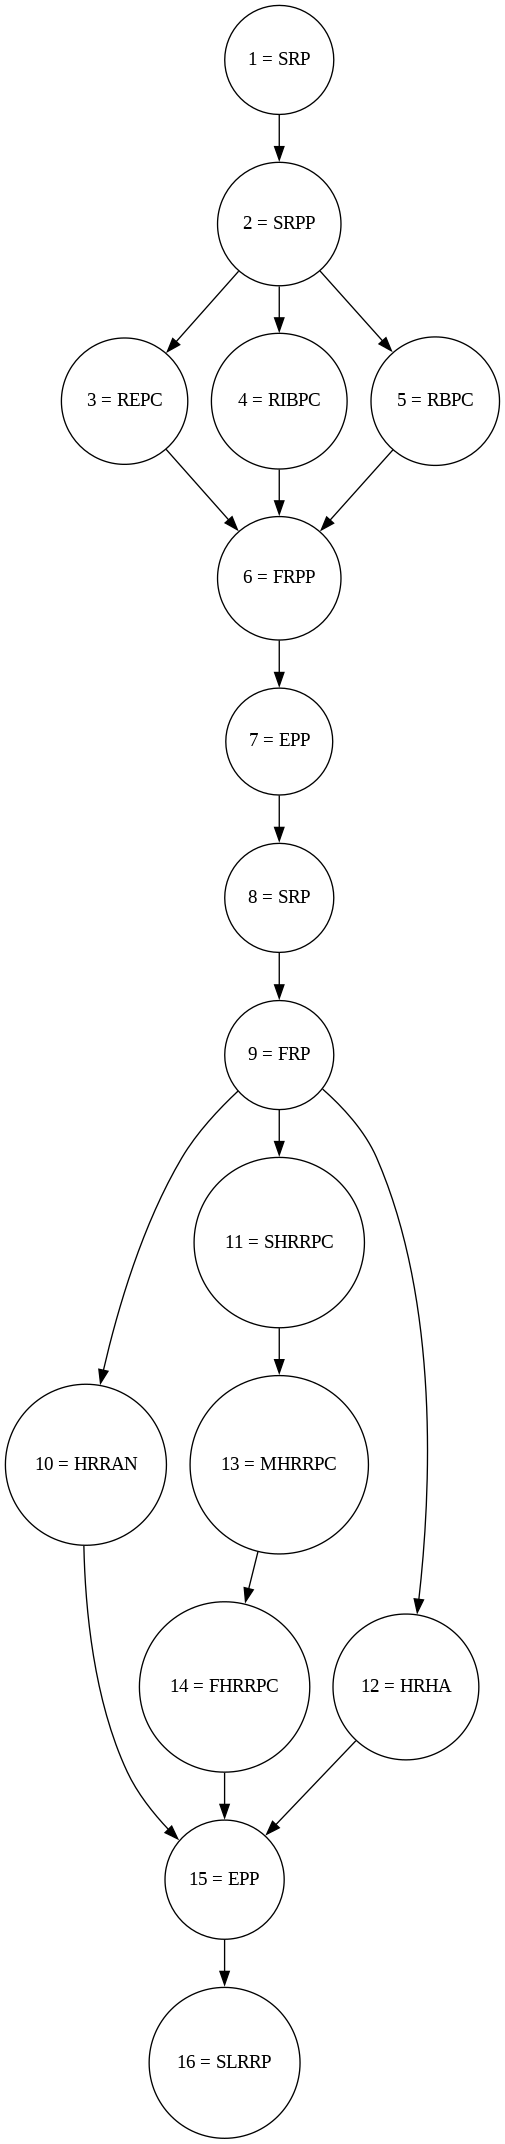 1 = SRP
2 = SRPP
3 = REPC
4 = RIBPC
5 = RBPC
6 = FRPP
7 = EPP
8 = SRP
9 = FRP
11 = SHRRPC
10 = HRRAN
13 = MHRRPC
14 = FHRRPC
12 = HRHA
15 = EPP
16 = SLRRP